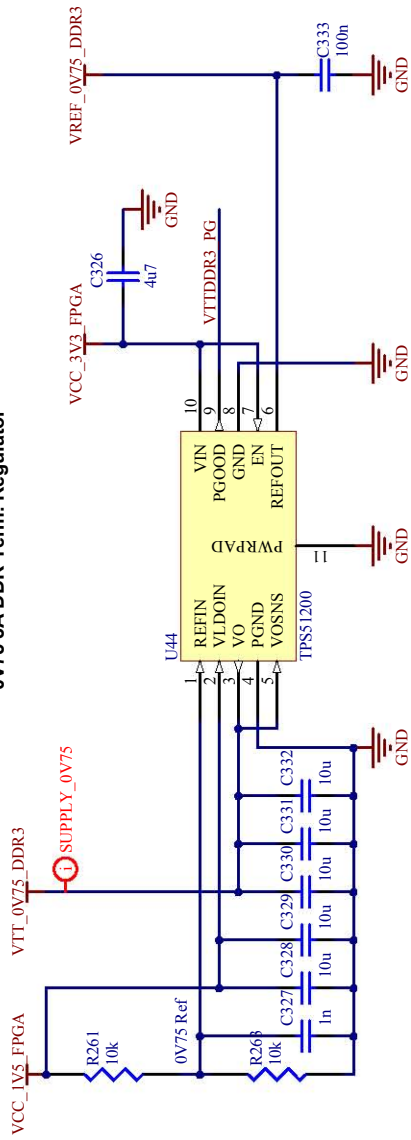 0V75 3A DDR Term. Regulator
VCC_1V5_FPGA
VTT_0V75_DDR3
i SUPPLY_0V75
VCC_3V3_FPGA
VREF_0V75_DDR3
C326
4u7
GND
R261
10k
0V75 Ref
10k
C327
1n
C328
10u
C329
10u
C330
10u
C331
10u
C332
10u
GND
U44
1
REFIN
2
VLDOIN
3
VO
4
PGND
5
VOSNS
TPS51200
PWRPAD
11
GND
VIN
10
PGOOD
9
GND
8
EN
7
REFOUT
6
VTTDDR3_PG
GND
C333
100n
GND